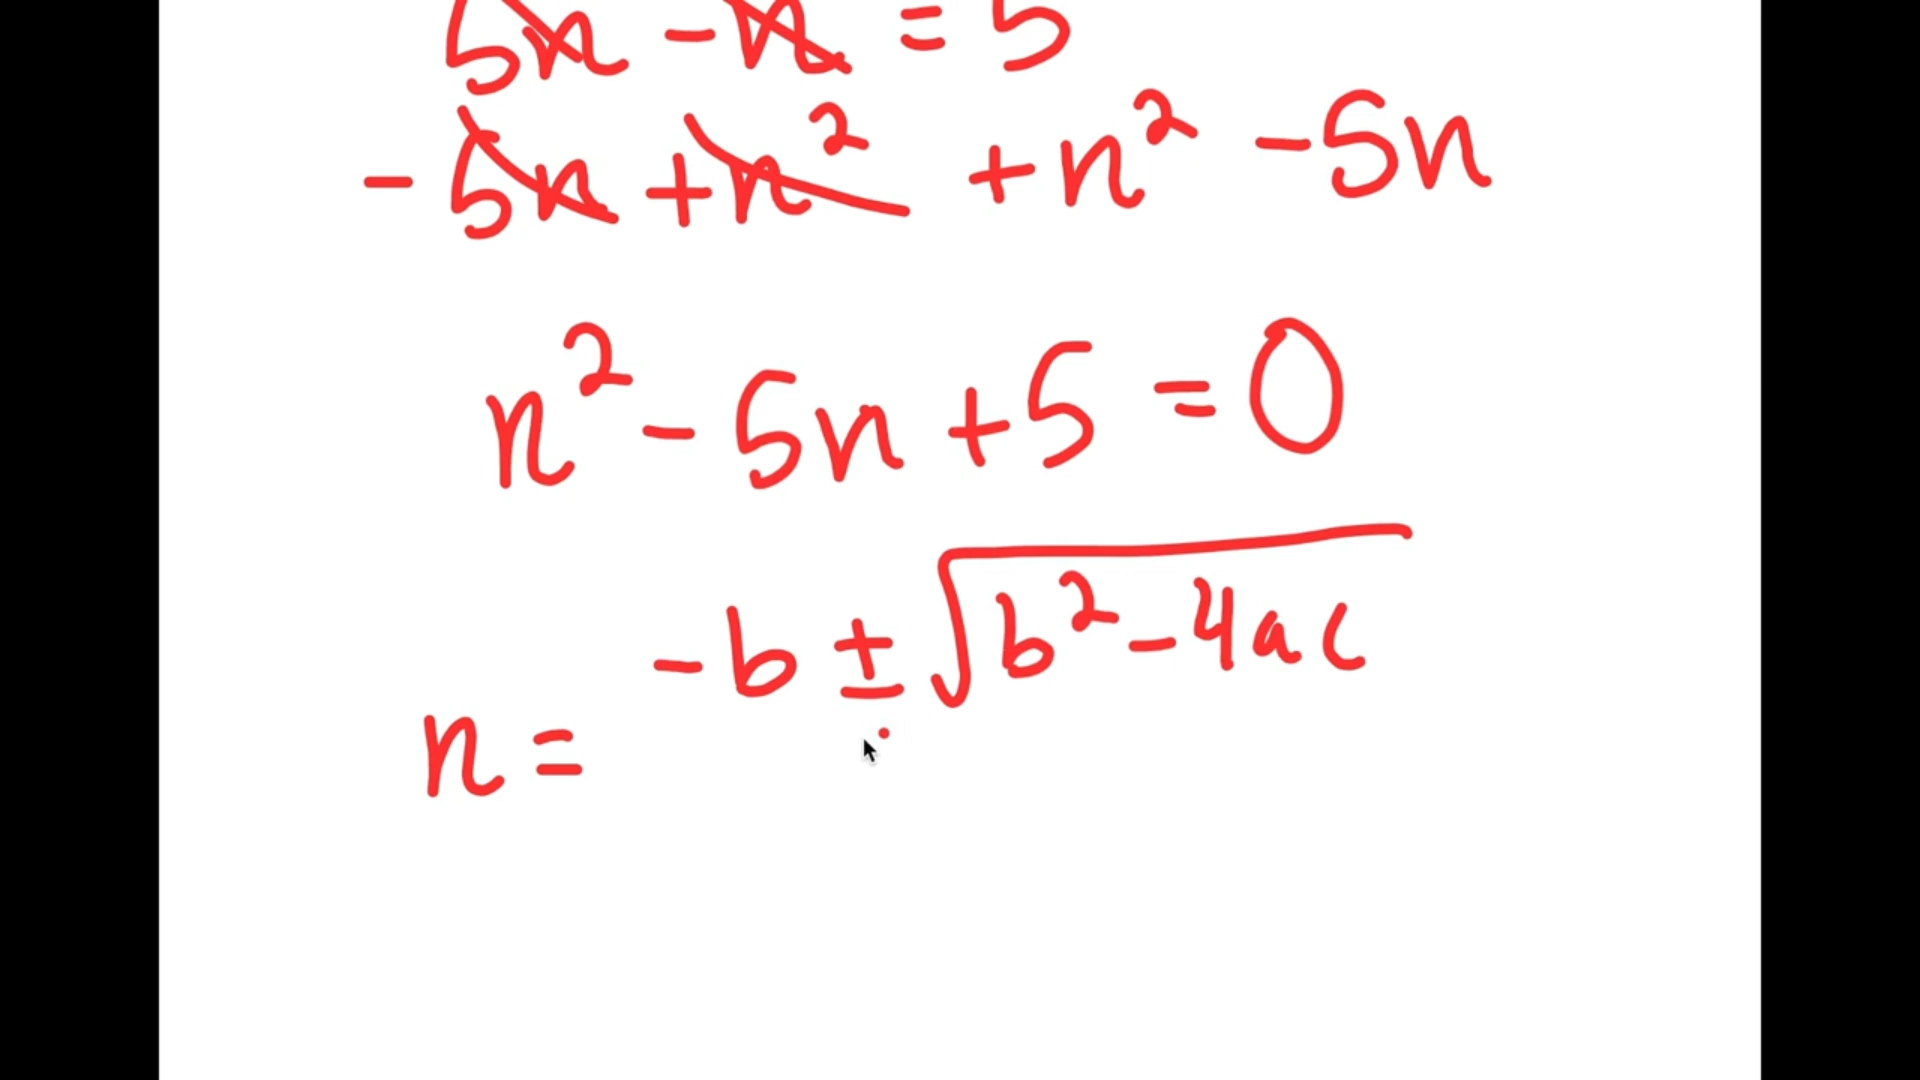 5n - n = 5
- 5n + n² + n² - 5n
n² - 5n + 5 = 0
n = -b ± √b² - 4ac